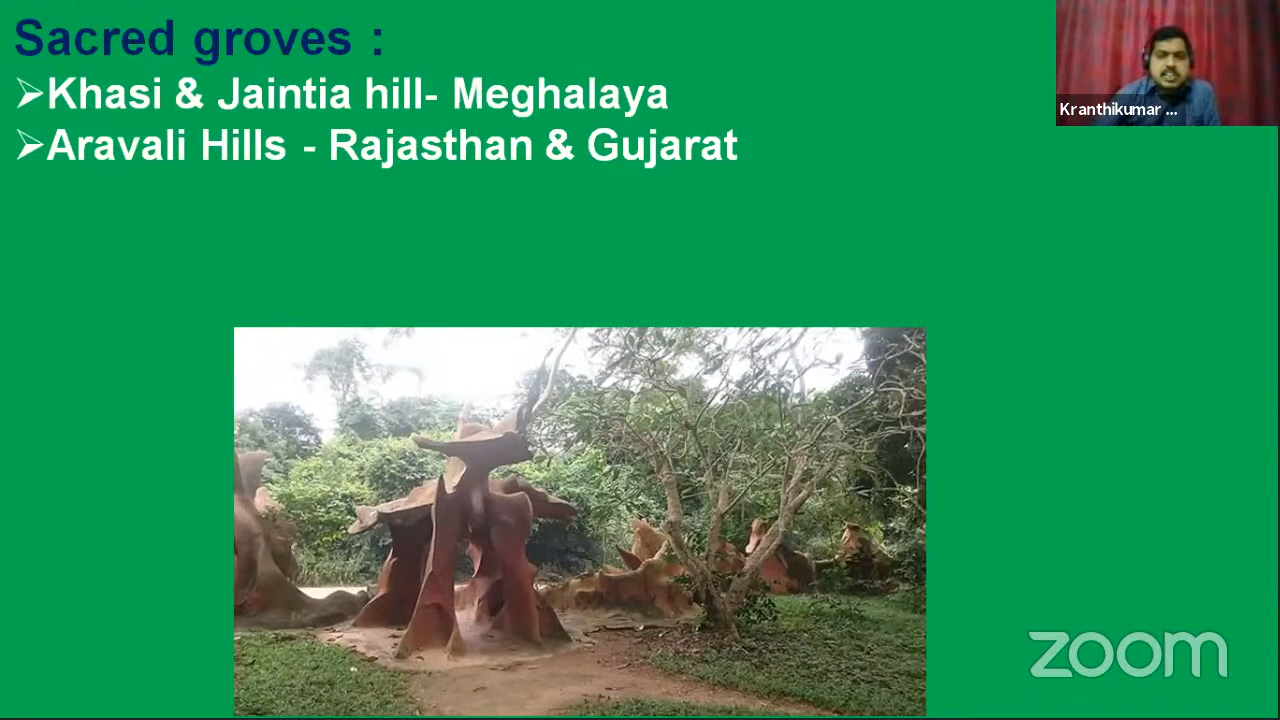 Sacred groves :
➢Khasi & Jaintia hill- Meghalaya
➢Aravali Hills - Rajasthan & Gujarat
Kranthikumar ...
zoom